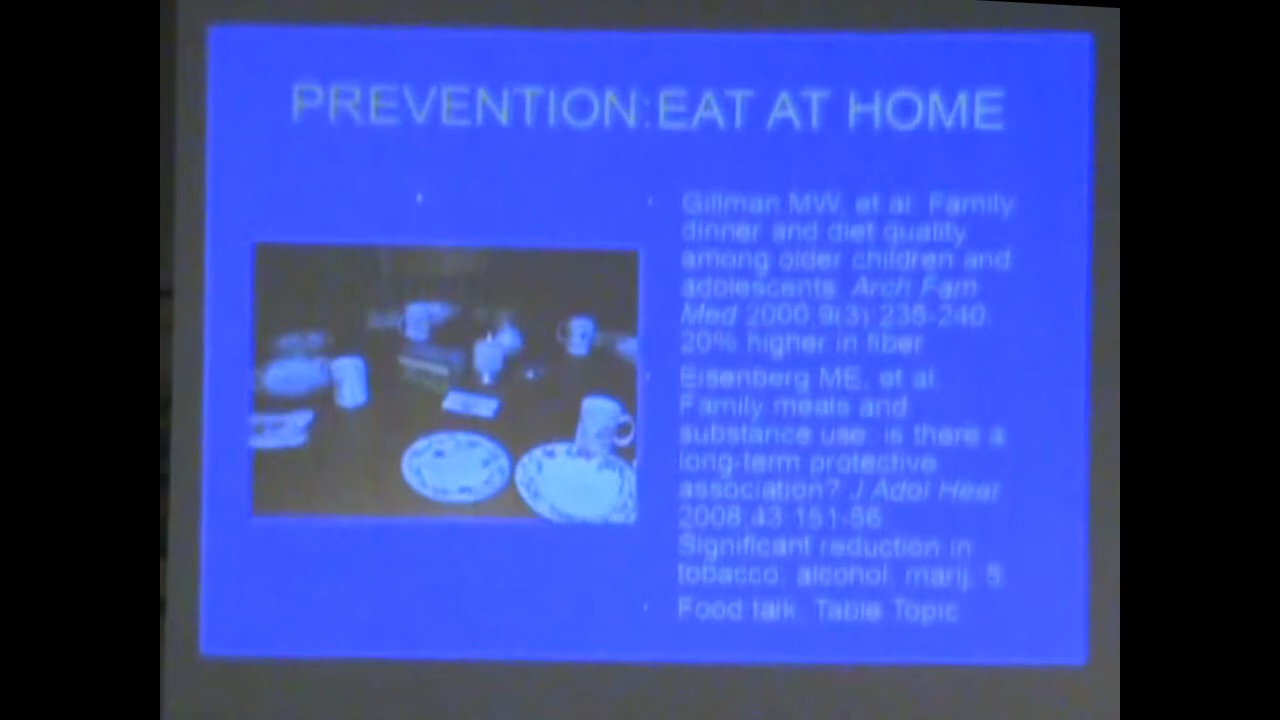 PREVENTION:EAT AT HOME
Gillman MW, et al. Family
dinner and diet quality
among older children and
adolescents. Arch Fam
Med 2000;9(3):235-240.
20% higher in fiber
Eisenberg ME, et al.
Family meals and
substance use: is there a
long-term protective
association? J Adol Heal
2008;43:151-56.
Significant reduction in
tobacco, alcohol, marij. 5
Food talk, Table Topic